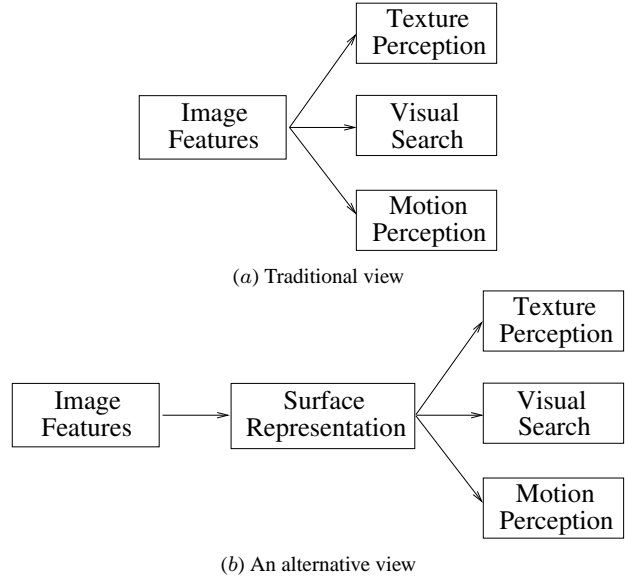 Texture
Perception
Image
Features
Visual
Search
Motion
Perception
(a) Traditional view
Texture
Perception
Image
Features
Surface
Representation
Visual
Search
Motion
Perception
(b) An alternative view